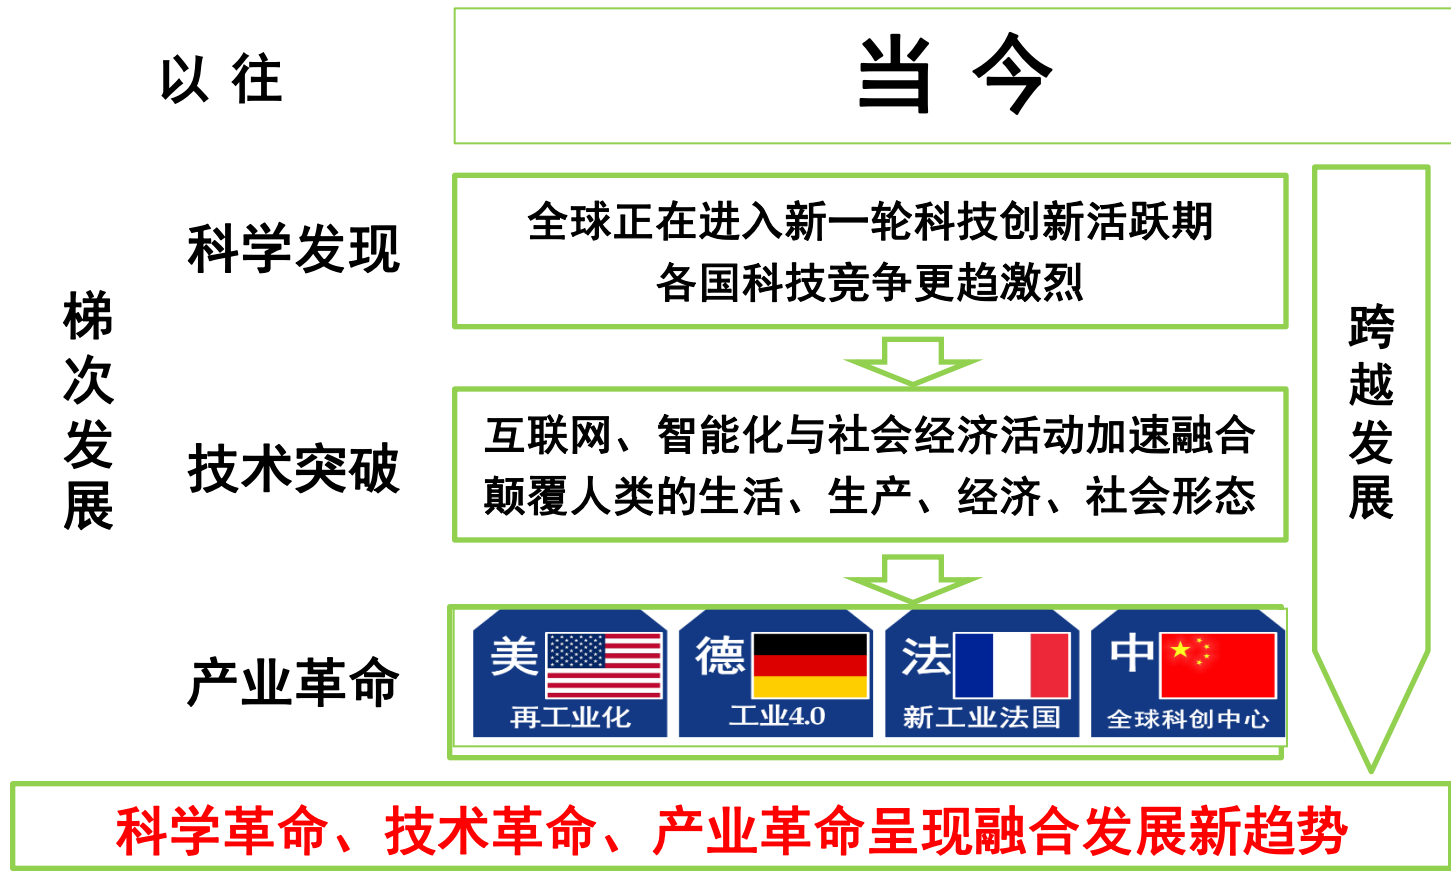 以 往
当 今
梯次发展
科学发现
全球正在进入新一轮科技创新活跃期
各国科技竞争更趋激烈
技术突破
互联网、智能化与社会经济活动加速融合
颠覆人类的生活、生产、经济、社会形态
产业革命
美
再工业化
德
工业4.0
法
新工业法国
中
全球科创中心
跨越发展
科学革命、技术革命、产业革命呈现融合发展新趋势